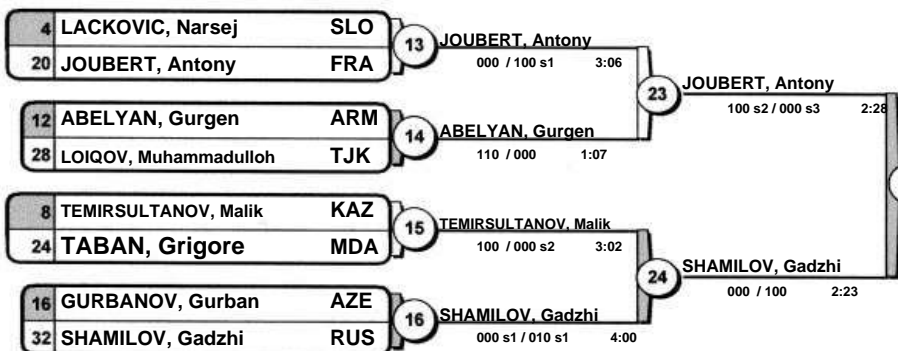 4 LACKOVIC, Narsej SLO
20 JOUBERT, Antony FRA
13
JOUBERT, Antony
000 / 100 s1 3:06
12 ABELYAN, Gurgen ARM
28 LOIQOV, Muhammadulloh TJK
14
ABELYAN, Gurgen
110 / 000 1:07
23
JOUBERT, Antony
100 s2 / 000 s3 2:28
8 TEMIRSULTANOV, Malik KAZ
24 TABAN, Grigore MDA
15
TEMIRSULTANOV, Malik
100 / 000 s2 3:02
16 GURBANOV, Gurban AZE
32 SHAMILOV, Gadzhi RUS
16
SHAMILOV, Gadzhi
000 s1 / 010 s1 4:00
24
SHAMILOV, Gadzhi
000 / 100 2:23